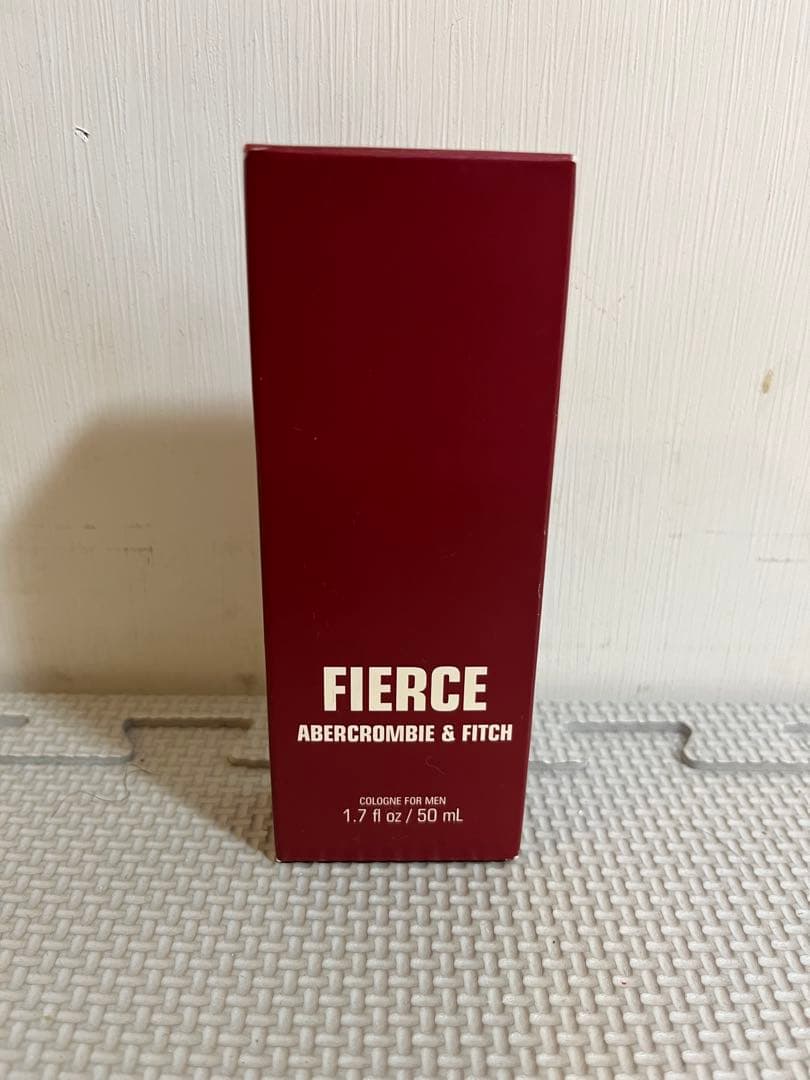 FIERCE
ABERCROMBIE & FITCH
COLOGNE FOR MEN
1.7 fl oz / 50 mL